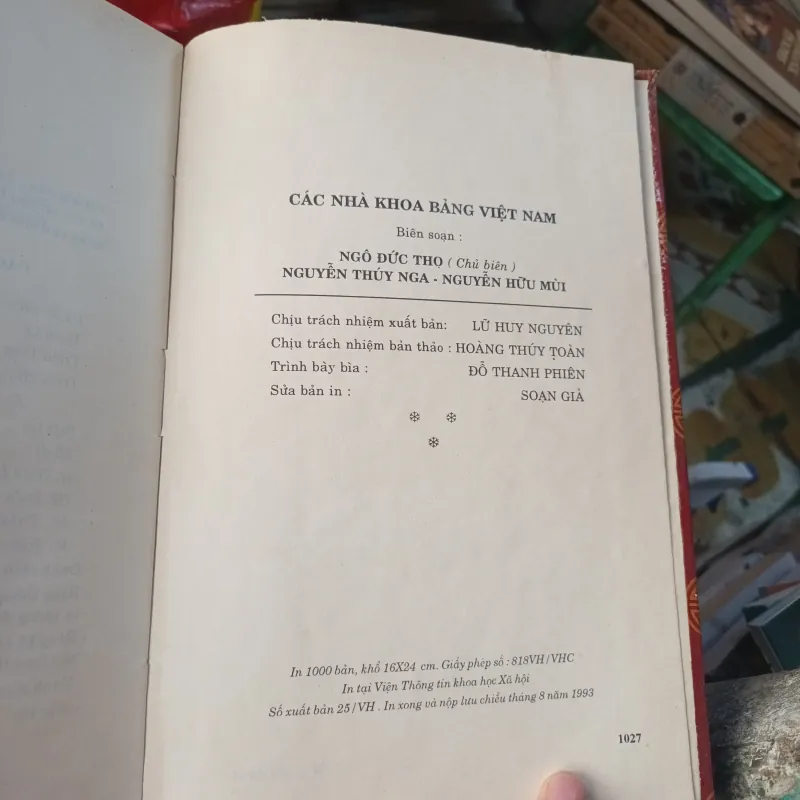 CÁC NHÀ KHOA BẢNG VIỆT NAM
Biên soạn :
NGÔ ĐỨC THỌ ( Chủ biên )
NGUYỄN THÚY NGA - NGUYỄN HỮU MÙI
Chịu trách nhiệm xuất bản: LỮ HUY NGUYÊN
Chịu trách nhiệm bản thảo : HOÀNG THÚY TOÀN
Trình bày bìa : ĐỖ THANH PHIÊN
Sửa bản in : SOẠN GIẢ
In 1000 bản, khổ 16X24 cm. Giấy phép số : 818VH/VHC
In tại Viện Thông tin khoa học Xã hội
Số xuất bản 25/VH . In xong và nộp lưu chiểu tháng 8 năm 1993
1027